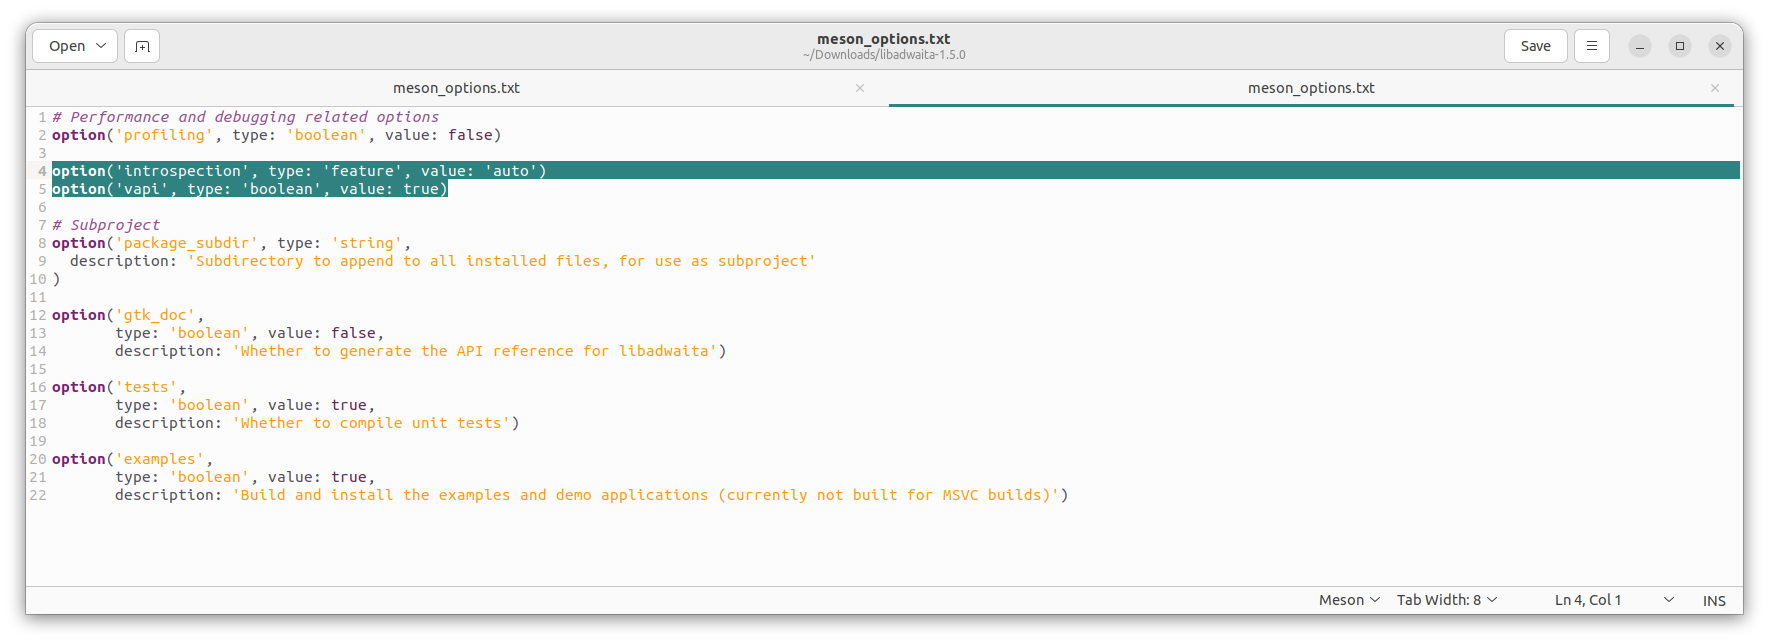 Open
meson_options.txt
~/Downloads/libadwaita-1.5.0
Save
meson_options.txt
meson_options.txt
1 # Performance and debugging related options
2 option('profiling', type: 'boolean', value: false)
3
4 option('introspection', type: 'feature', value: 'auto')
5 option('vapi', type: 'boolean', value: true)
6
7 # Subproject
8 option('package_subdir', type: 'string',
9   description: 'Subdirectory to append to all installed files, for use as subproject'
10 )
11
12 option('gtk_doc',
13        type: 'boolean', value: false,
14        description: 'Whether to generate the API reference for libadwaita')
15
16 option('tests',
17        type: 'boolean', value: true,
18        description: 'Whether to compile unit tests')
19
20 option('examples',
21        type: 'boolean', value: true,
22        description: 'Build and install the examples and demo applications (currently not built for MSVC builds)')
Meson Tab Width: 8 Ln 4, Col 1 INS